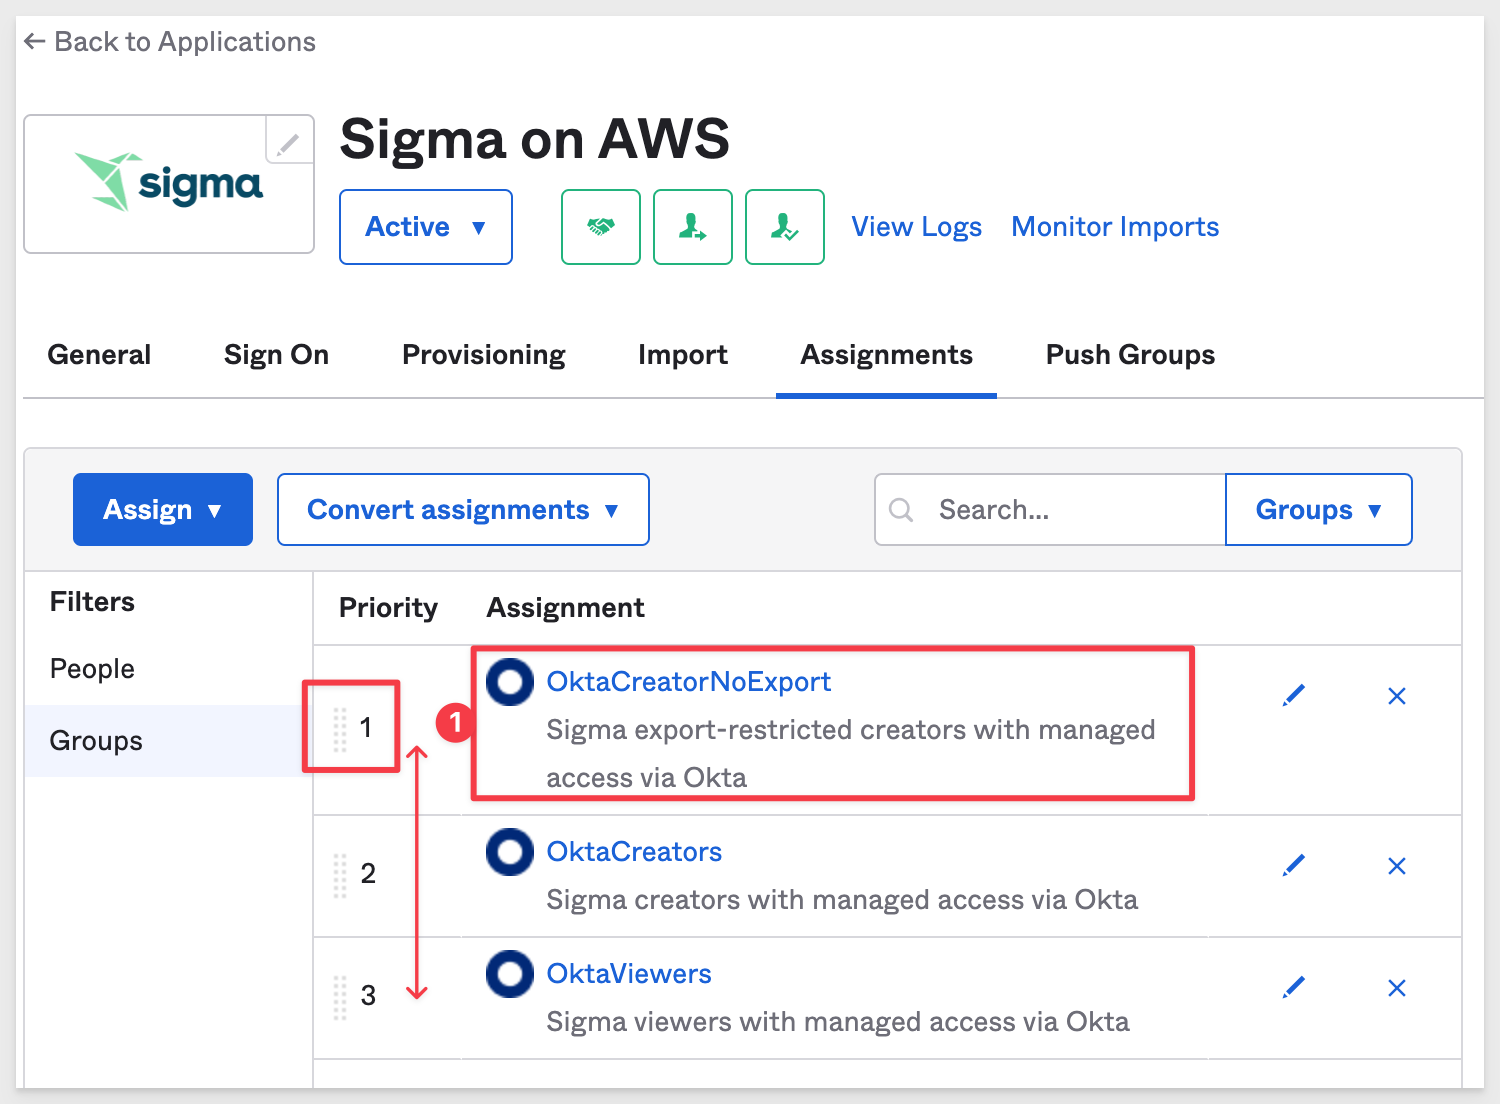 ← Back to Applications
sigma
Sigma on AWS
Active ▼
View Logs
Monitor Imports
General
Sign On
Provisioning
Import
Assignments
Push Groups
Assign ▼
Convert assignments ▼
Search...
Groups ▼
Filters
People
Groups
Priority
Assignment
1
1
OktaCreatorNoExport
Sigma export-restricted creators with managed
access via Okta
2
OktaCreators
Sigma creators with managed access via Okta
3
OktaViewers
Sigma viewers with managed access via Okta